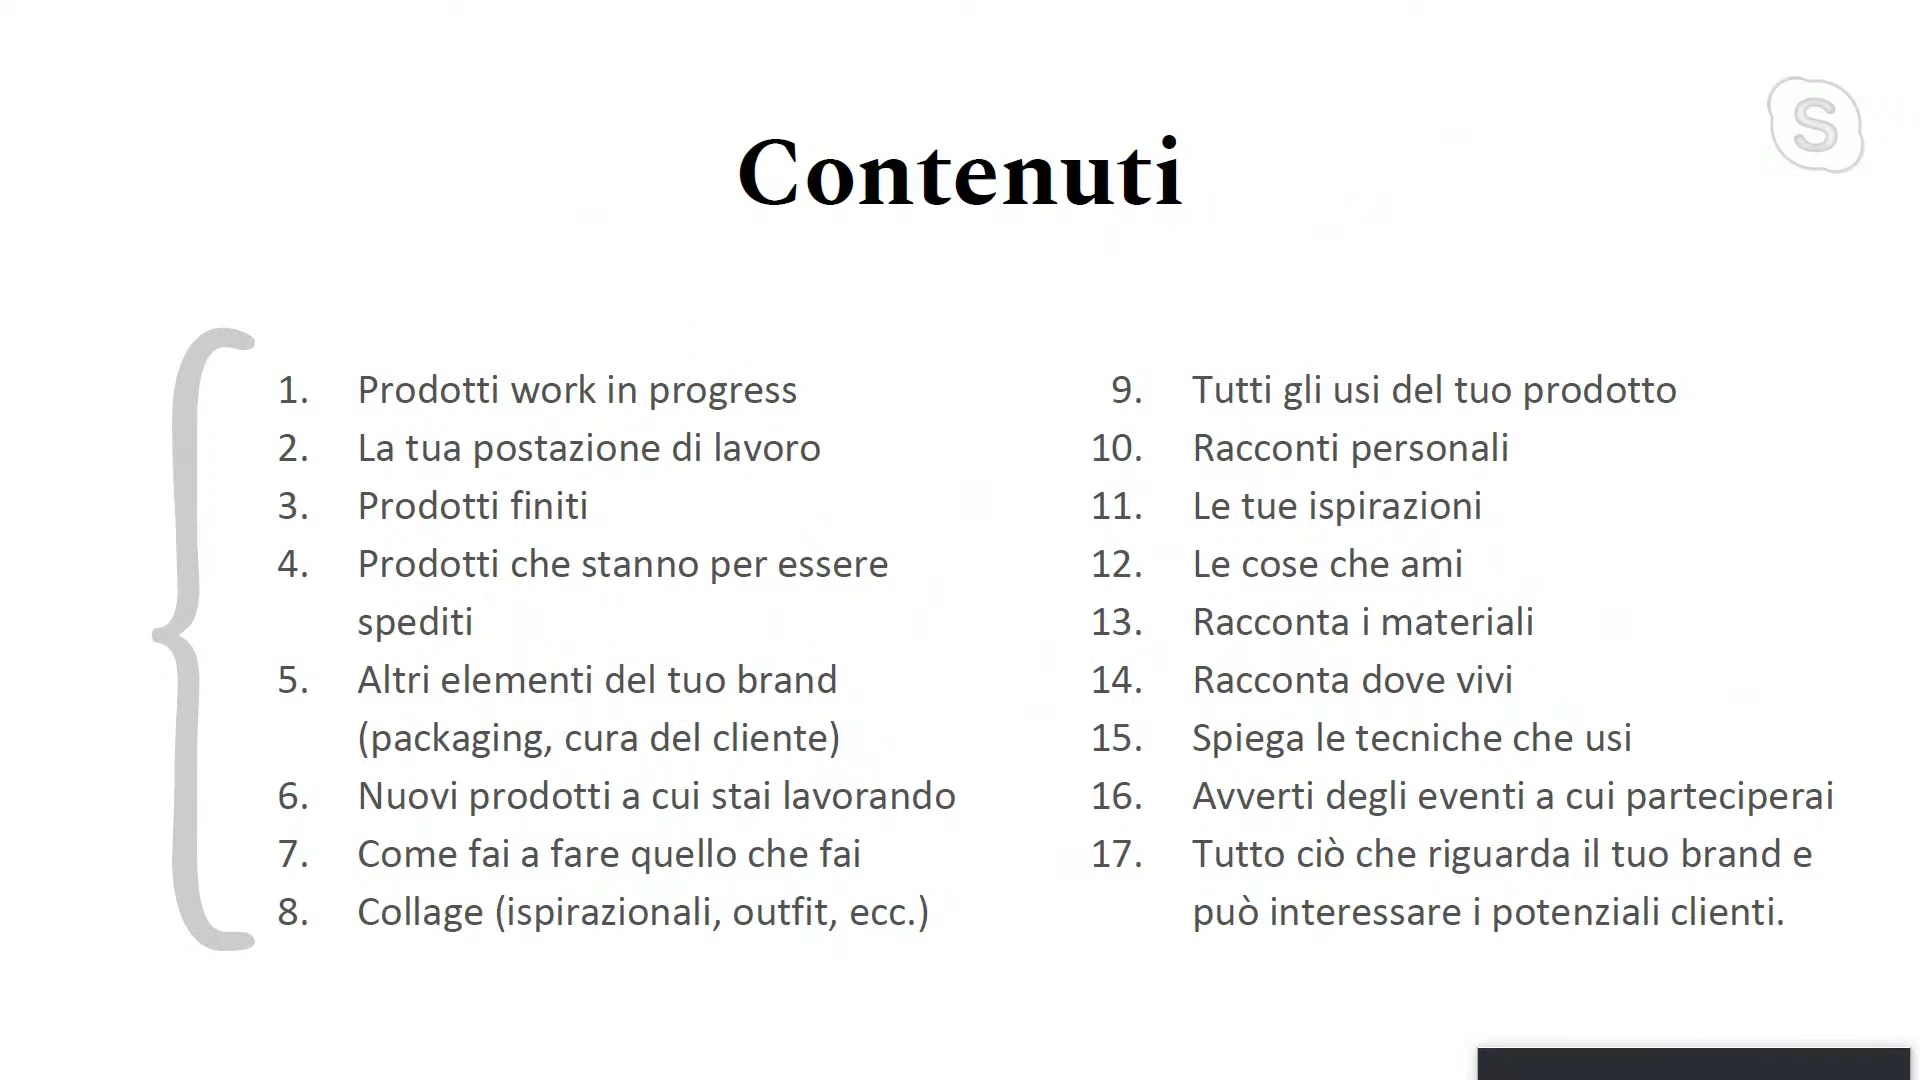 Contenuti
S
1. Prodotti work in progress
2. La tua postazione di lavoro
3. Prodotti finiti
4. Prodotti che stanno per essere
spediti
5. Altri elementi del tuo brand
(packaging, cura del cliente)
6. Nuovi prodotti a cui stai lavorando
7. Come fai a fare quello che fai
8. Collage (ispirazionali, outfit, ecc.)
9. Tutti gli usi del tuo prodotto
10. Racconti personali
11. Le tue ispirazioni
12. Le cose che ami
13. Racconta i materiali
14. Racconta dove vivi
15. Spiega le tecniche che usi
16. Avverti degli eventi a cui parteciperai
17. Tutto ciò che riguarda il tuo brand e
può interessare i potenziali clienti.